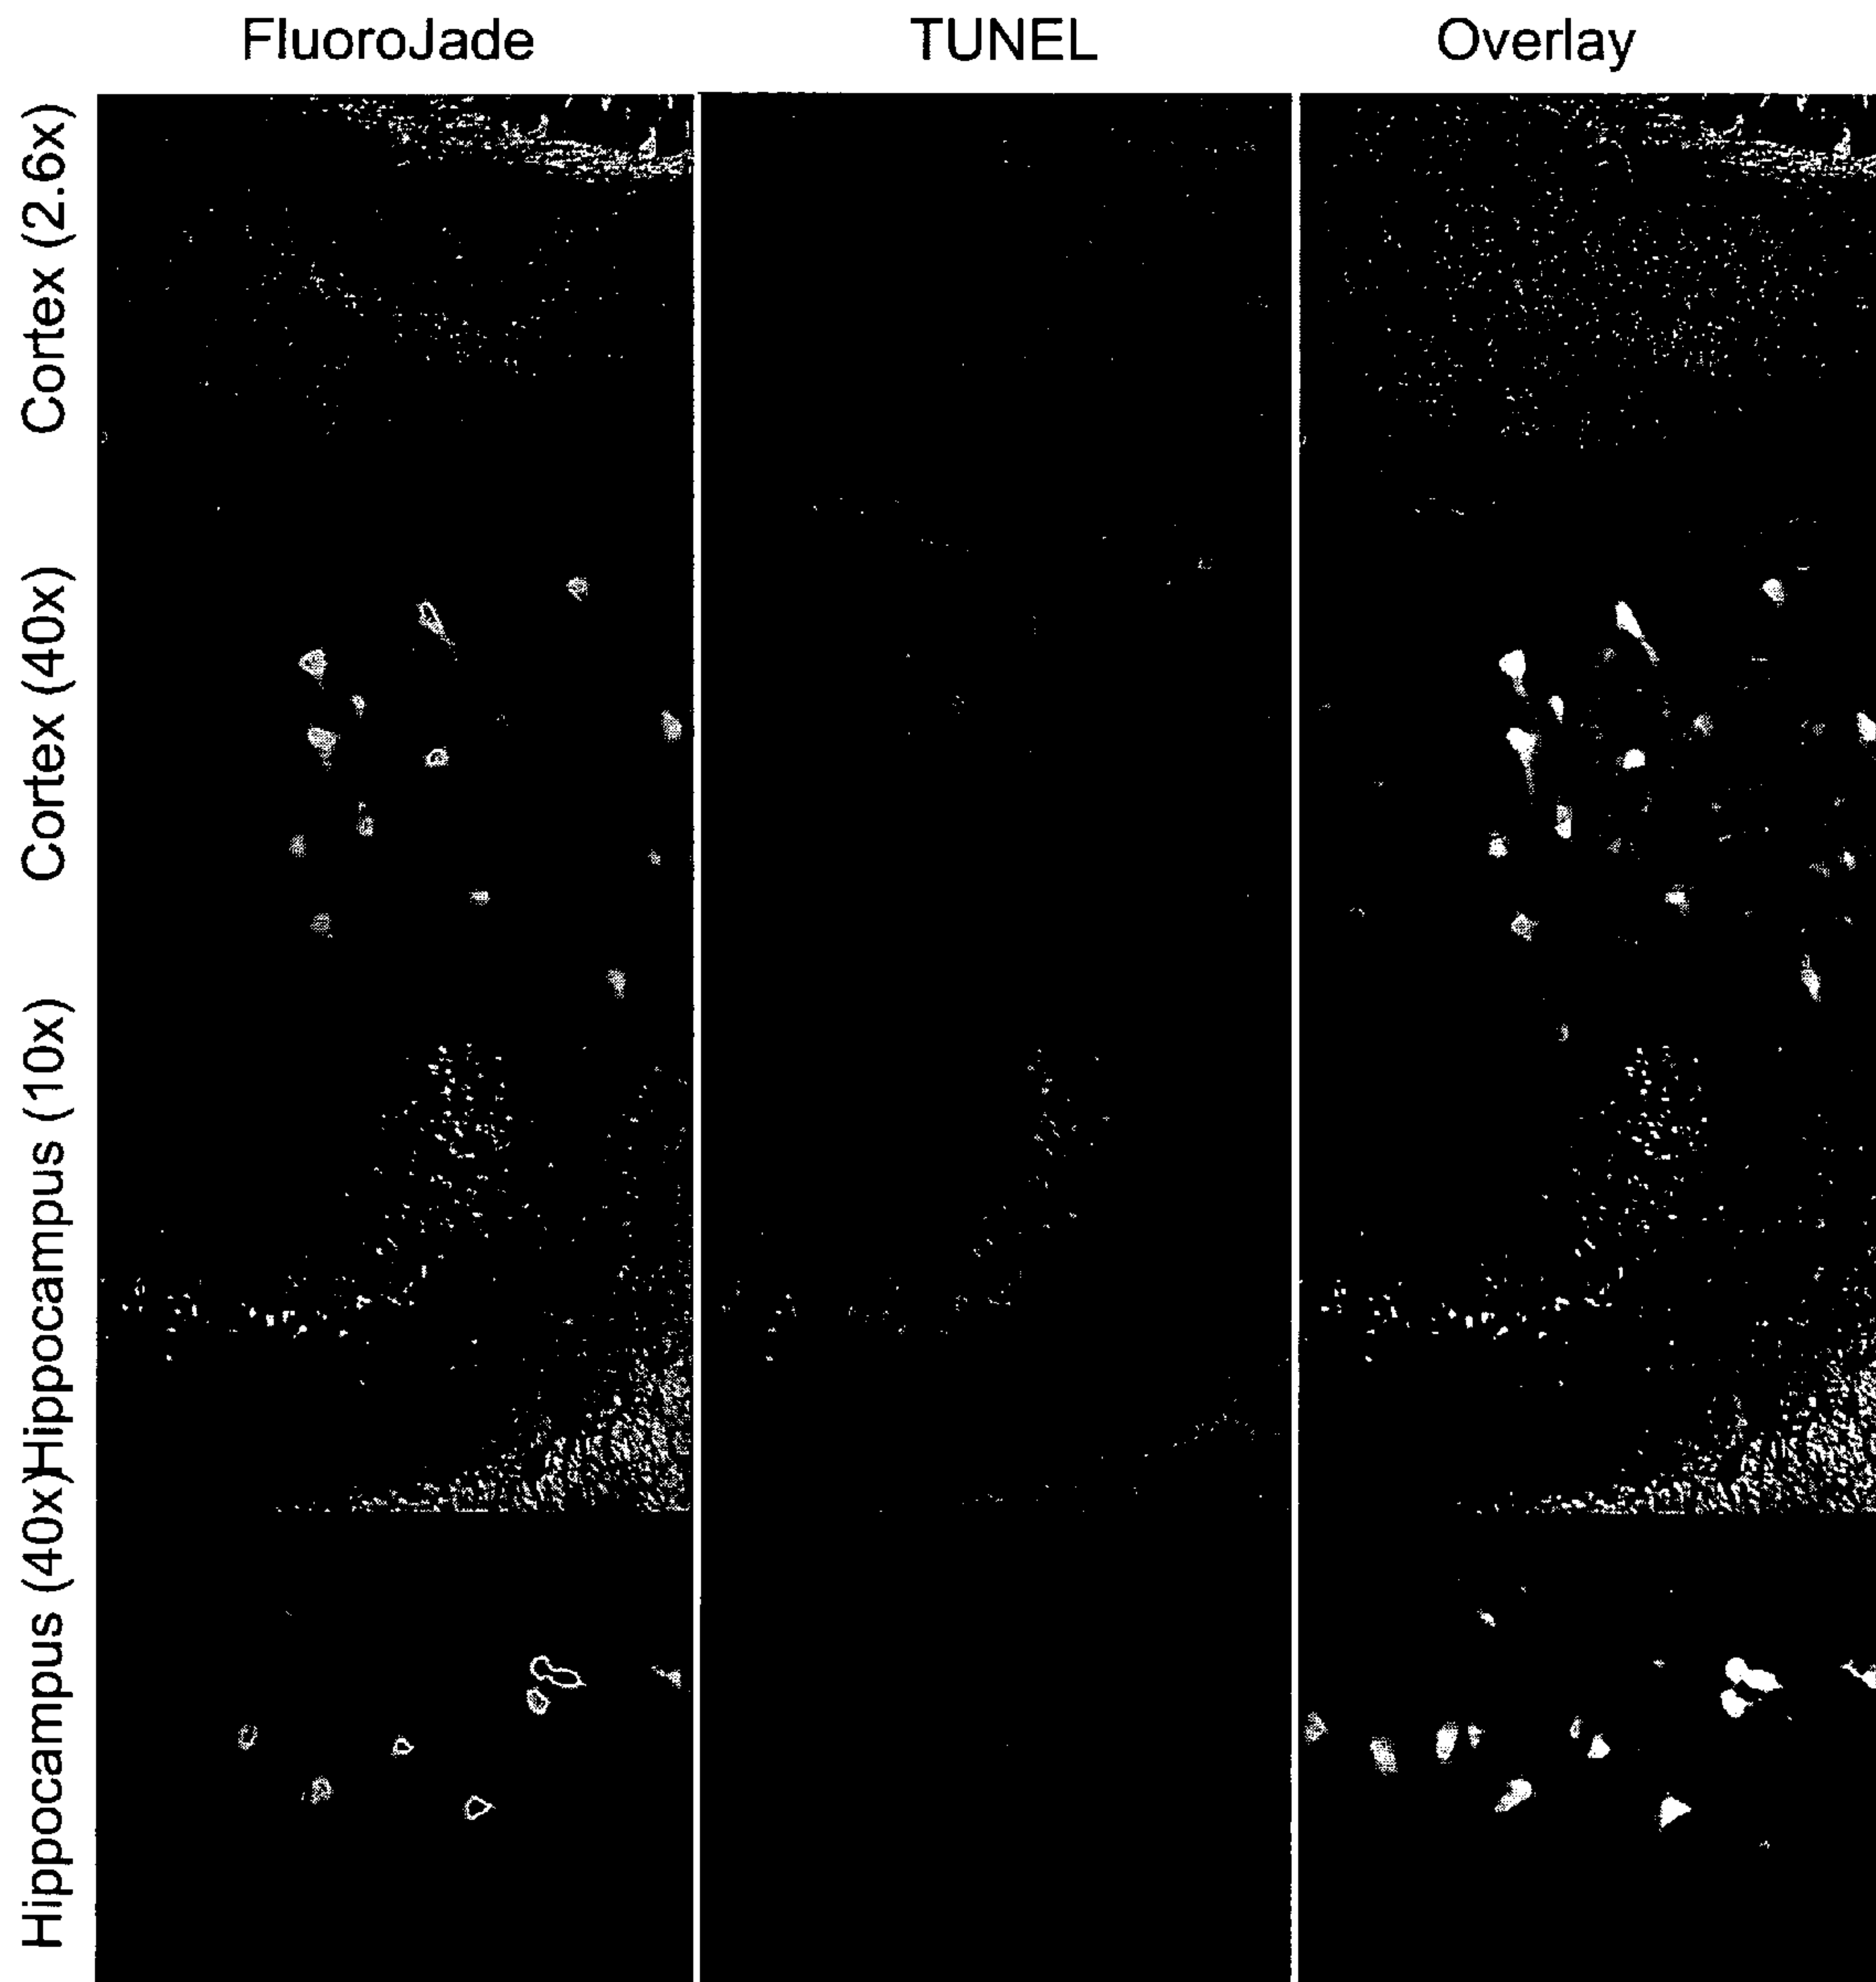 FluoroJade
TUNEL
Overlay
Cortex (2.6x)
Cortex (40x)
Hippocampus (10x)
Hippocampus (40x)